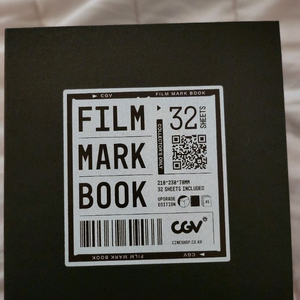 CGV
FILM MARK BOOK
FILM
MARK
BOOK
COLLECTOR'S ONLY
32
SHEETS
210*230*70MM
32 SHEETS INCLUDED
UPGRADE
EDITION
CGV
CINESHOP.CO.KR
FILM MARK BOOK
CGV